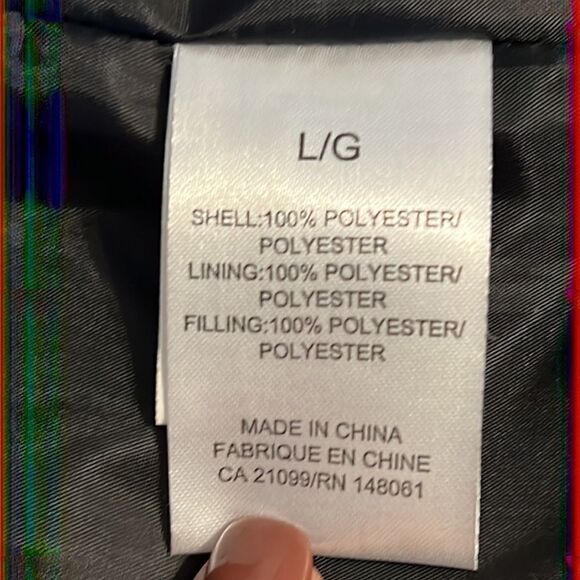 L/G
SHELL:100% POLYESTER/
POLYESTER
LINING:100% POLYESTER/
POLYESTER
FILLING:100% POLYESTER/
POLYESTER
MADE IN CHINA
FABRIQUE EN CHINE
CA 21099/RN 148061